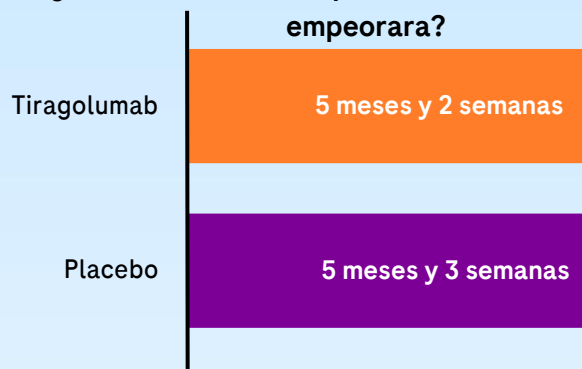 empeorara?
Tiragolumab
5 meses y 2 semanas
Placebo
5 meses y 3 semanas